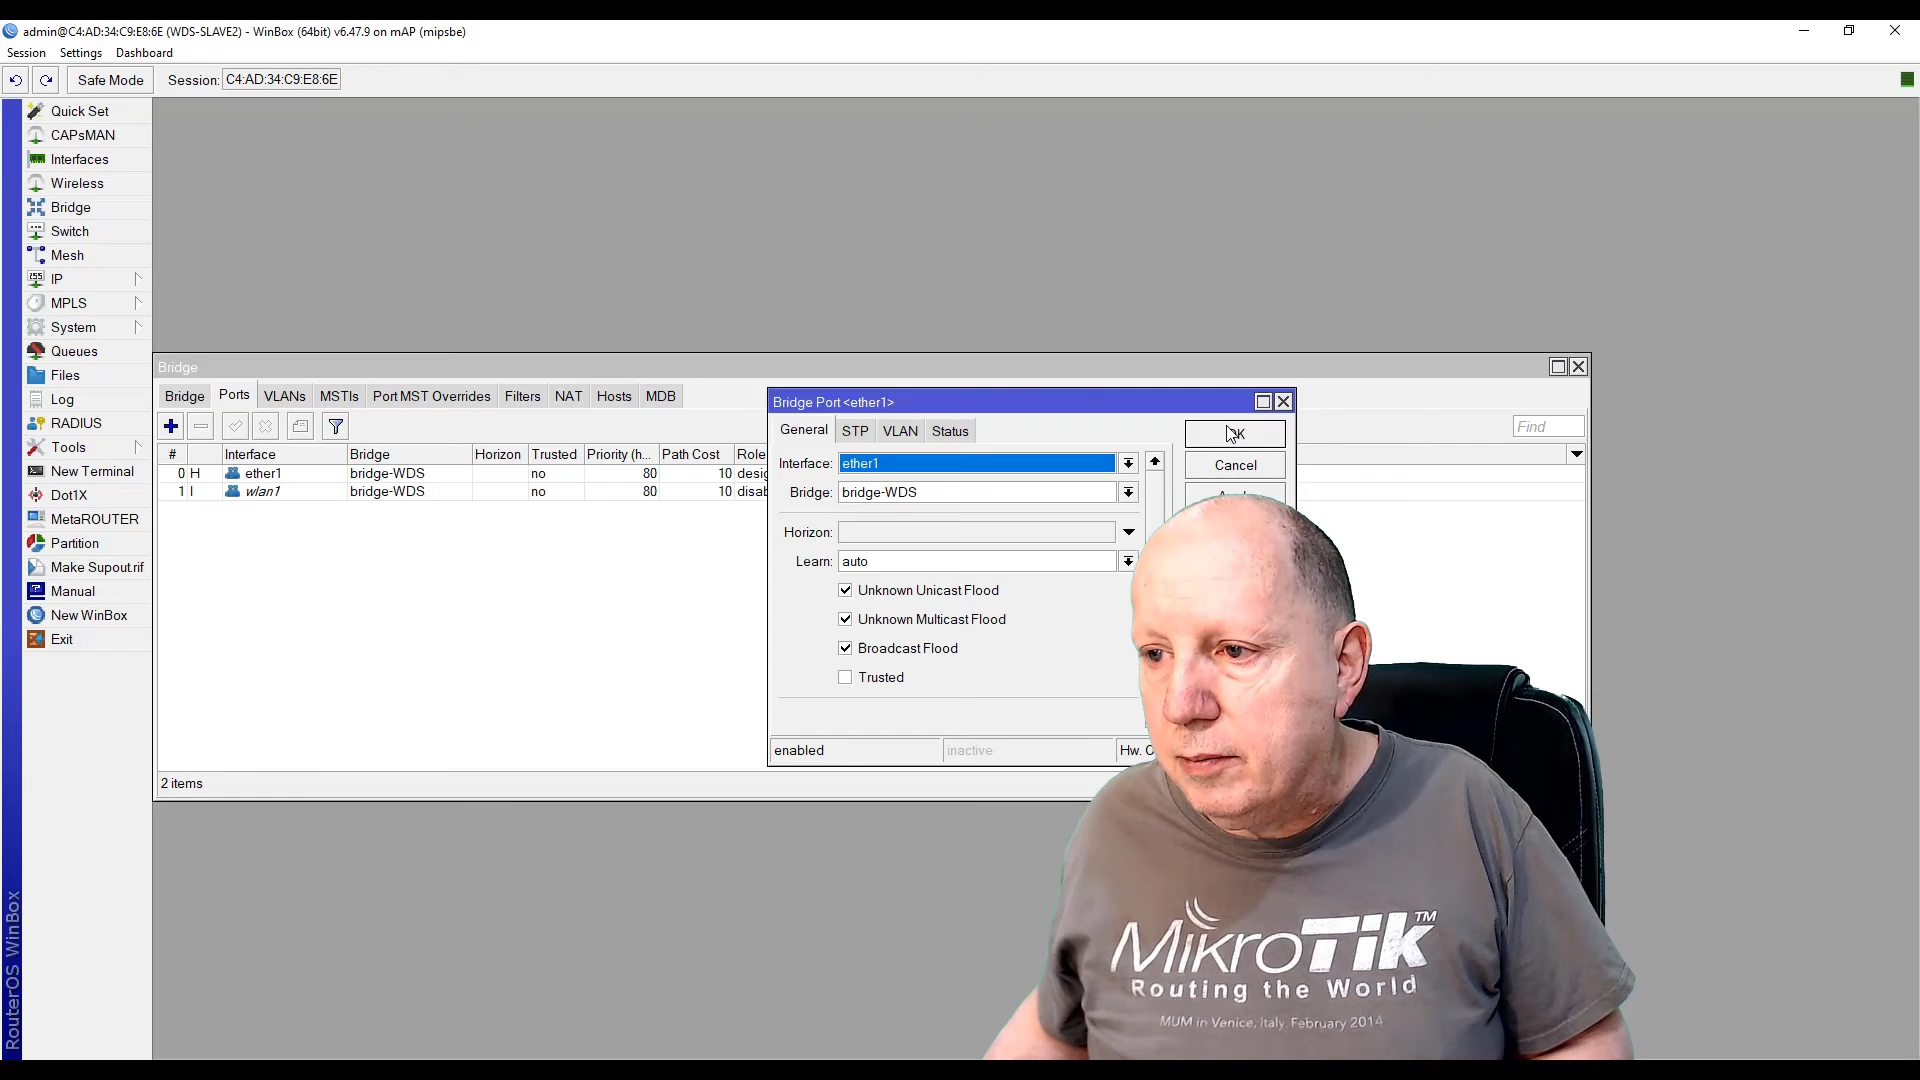 admin@C4:AD:34:C9:E8:6E (WDS-SLAVE2) - WinBox (64bit) v6.47.9 on mAP (mipsbe)
Session Settings Dashboard
Safe Mode Session: C4:AD:34:C9:E8:6E
Quick Set
CAPsMAN
Interfaces
Wireless
Bridge
Switch
Mesh
IP
MPLS
System
Queues
Files
Log
RADIUS
Tools
New Terminal
Dot1X
MetaROUTER
Partition
Make Supout.rif
Manual
New WinBox
Exit
RouterOS WinBox
Bridge
Bridge Ports VLANs MSTIs Port MST Overrides Filters NAT Hosts MDB
Find
# Interface Bridge Horizon Trusted Priority (h... Path Cost Role
0 H ether1 bridge-WDS no 80 10
1 I wlan1 bridge-WDS no 80 10
2 items
Bridge Port <ether1>
General STP VLAN Status
Interface: ether1
Bridge: bridge-WDS
Horizon:
Learn: auto
Unknown Unicast Flood
Unknown Multicast Flood
Broadcast Flood
Trusted
enabled inactive Hw.
OK
Cancel
MikroTik™
Routing the World
MUM in Venice, Italy, February 2014